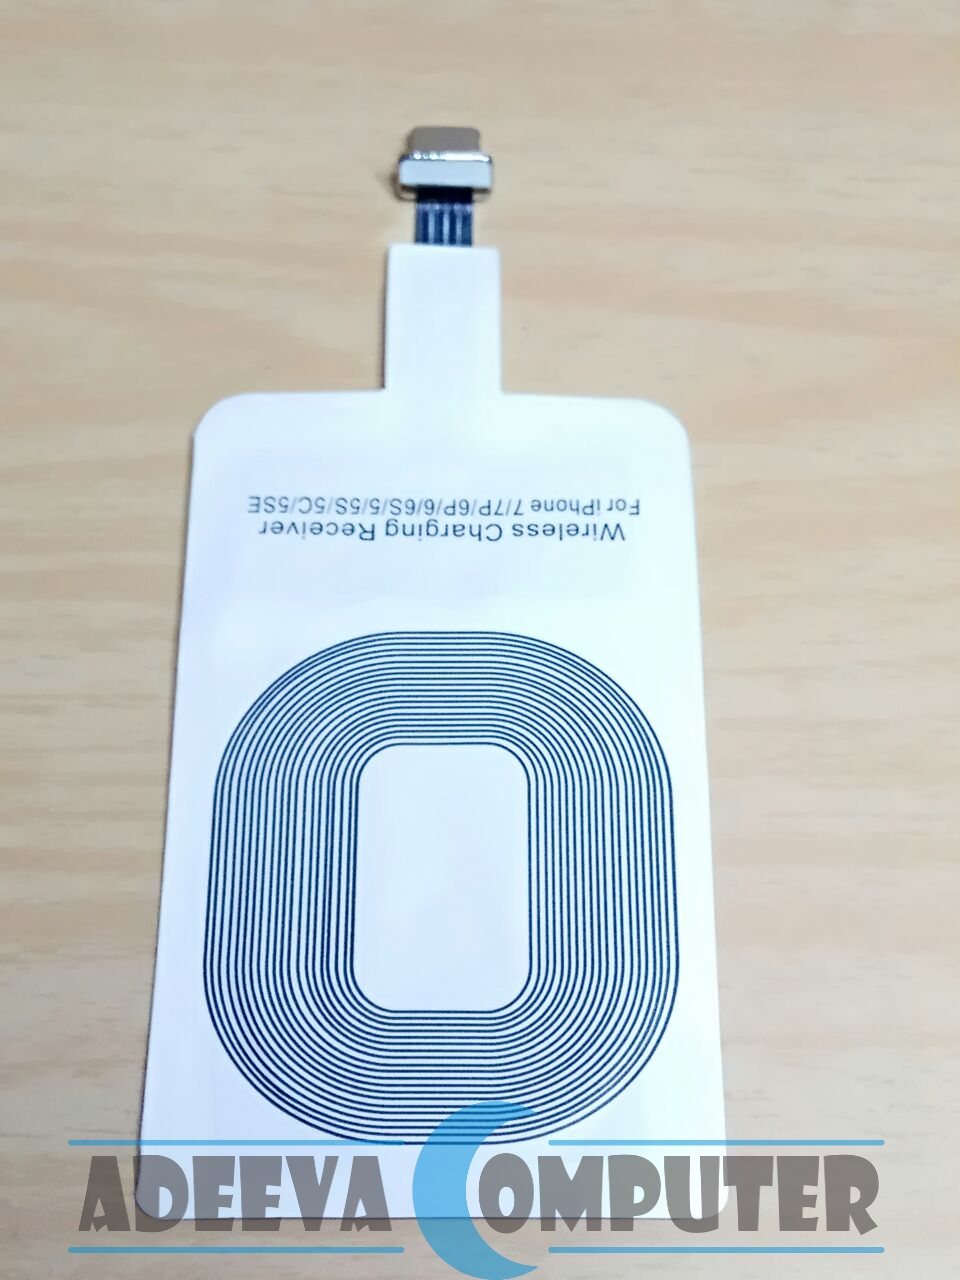 Wireless Charging Receiver
For iPhone 7/7P/6P/6/6S/5/5S/5C/5SE
ADEEVA COMPUTER